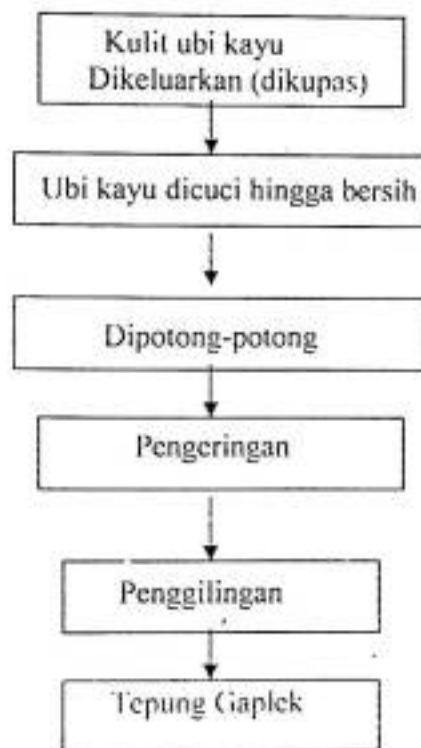 Kulit ubi kayu
Dikeluarkan (dikupas)
Ubi kayu dicuci hingga bersih
Dipotong-potong
Pengeringan
Penggilingan
Tepung Gaplek